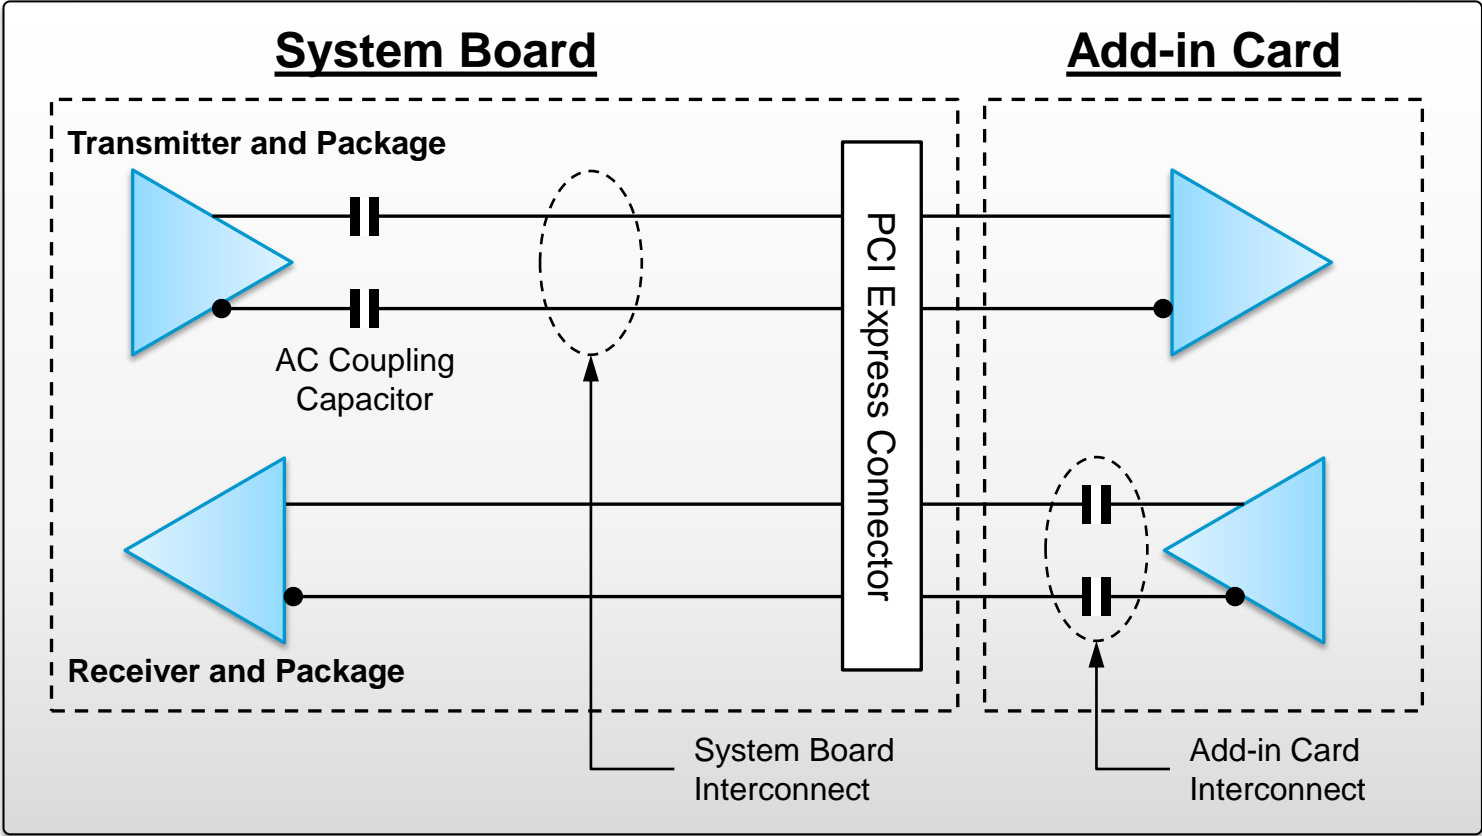 System Board
Add-in Card
Transmitter and Package
AC Coupling
Capacitor
PCI Express Connector
Receiver and Package
System Board
Interconnect
Add-in Card
Interconnect